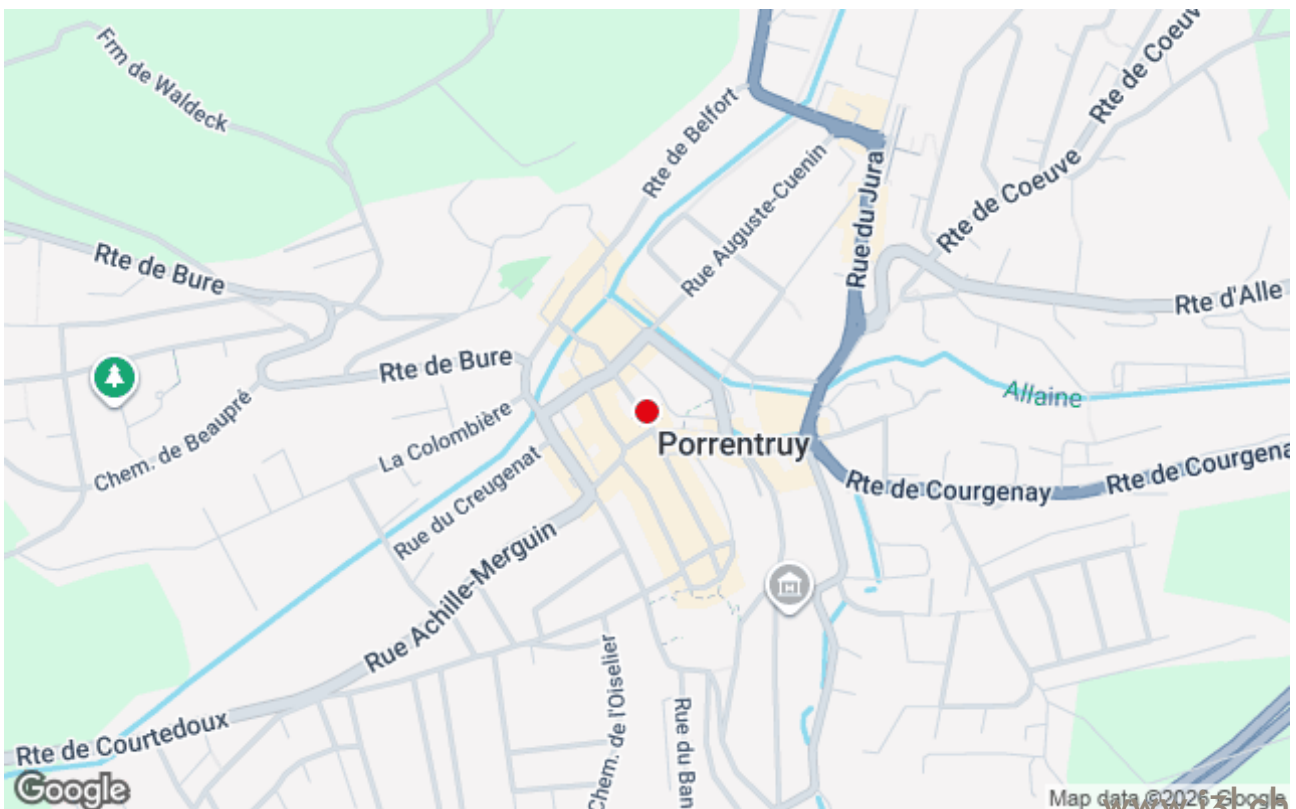 Frm de Waldeck
Rte de Coeuv
Rte de Belfort
Rte de Coeuve
Rue Auguste-Cuenin
Rue du Jura
Rte de Bure
Rte d'Alle
Rte de Bure
Allaine
Chem. de Beaupré
La Colombière
Porrentruy
Rue du Creugenat
Rte de Courgenay
Rte de Courgena
Rue Achille-Merguin
Chem. de l'Oiselier
Rue du Ban
Rte de Courtedoux
Google
Map data ©2026 Google